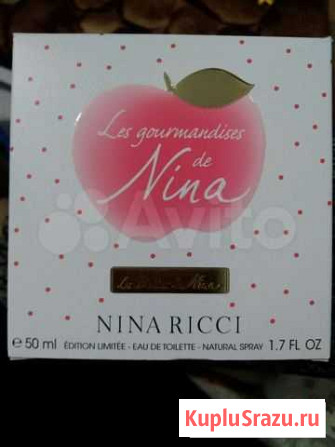 Les gourmandises
de
Nina
Avito
Nina
NINA RICCI
e 50 ml ÉDITION LIMITÉE - EAU DE TOILETTE - NATURAL SPRAY 1.7 FL OZ
KupluSrazu.ru